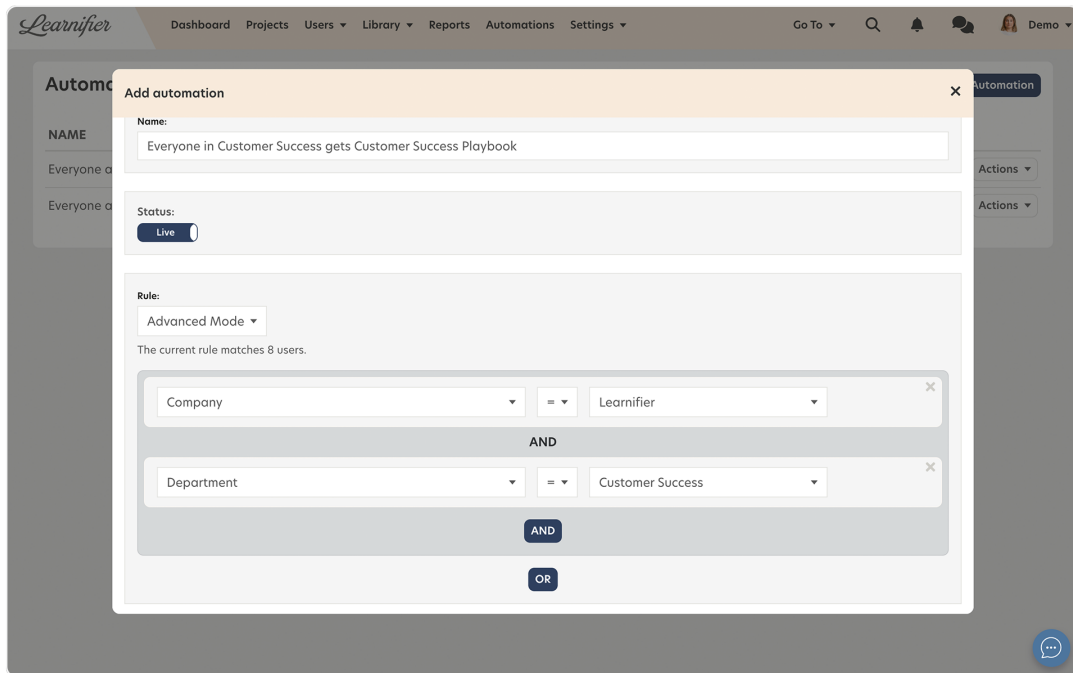 Learnifier Dashboard Projects Users Library Reports Automations Settings Go To Demo
Automo
Automation
Add automation
NAME
Name:
Everyone in Customer Success gets Customer Success Playbook
Everyone a
Actions
Everyone a
Actions
Status:
Live
Rule:
Advanced Mode
The current rule matches 8 users.
Company = Learnifier
AND
Department = Customer Success
AND
OR